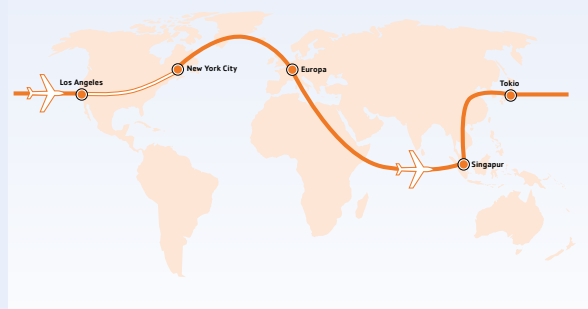 Los Angeles
New York City
Europa
Tokio
Singapur